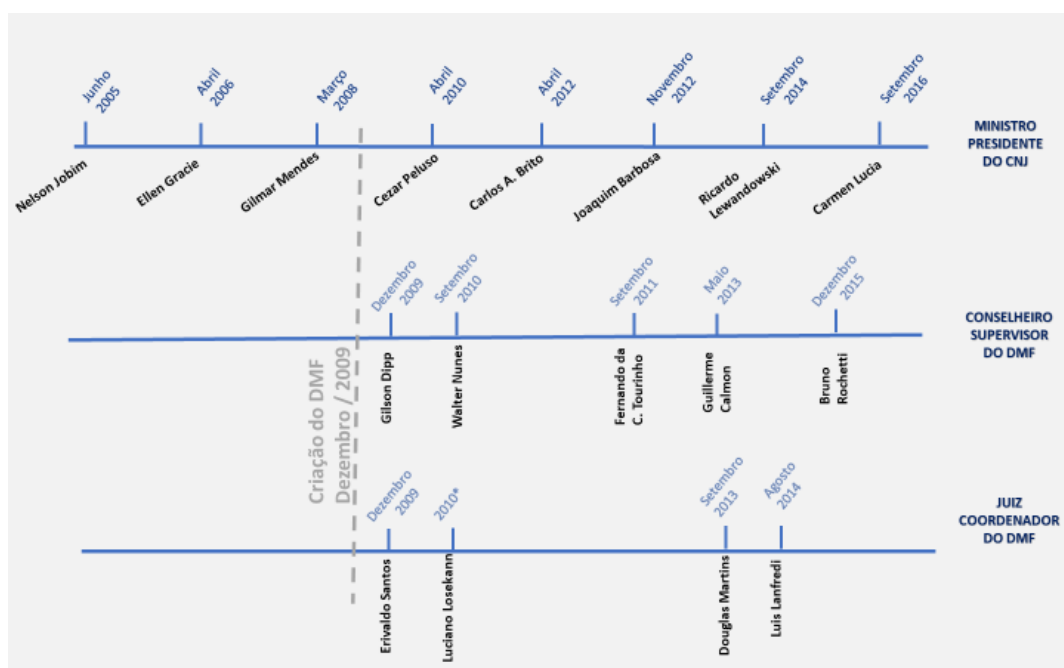 Junho
2005
Abril
2006
Março
2008
Abril
2010
Abril
2012
Novembro
2012
Setembro
2014
Setembro
2016
MINISTRO
PRESIDENTE
DO CNJ
Nelson Jobim
Ellen Gracie
Gilmar Mendes
Cezar Peluso
Carlos A. Brito
Joaquim Barbosa
Ricardo
Lewandowski
Carmen Lucia
Dezembro
2009
Setembro
2010
Setembro
2011
Maio
2013
Dezembro
2015
CONSELHEIRO
SUPERVISOR
DO DMF
Gilson Dipp
Walter Nunes
Fernando da
C. Tourinho
Guillerme
Calmon
Bruno
Rochetti
Criação do DMF
Dezembro / 2009
Dezembro
2009
2010*
Setembro
2013
Agosto
2014
JUIZ
COORDENADOR
DO DMF
Erivaldo Santos
Luciano Losekann
Douglas Martins
Luis Lanfredi